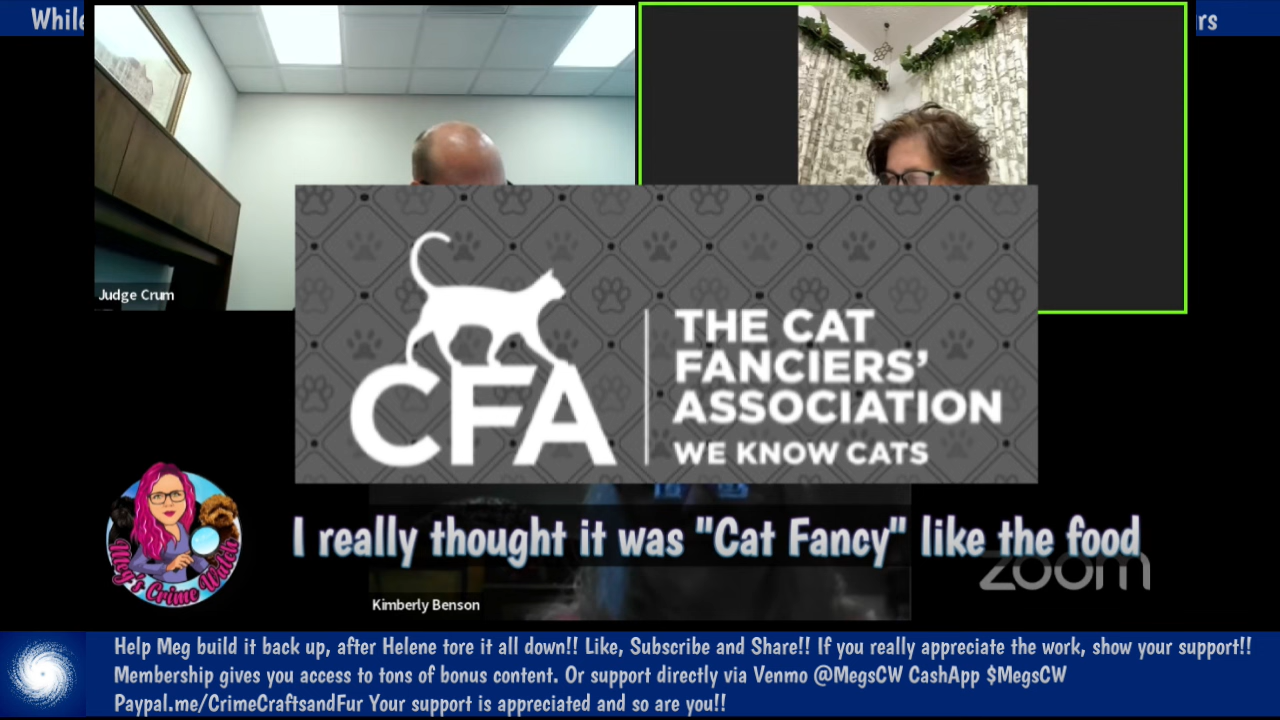 While
rs
Judge Crum
CFA
THE CAT
FANCIERS’
ASSOCIATION
WE KNOW CATS
I really thought it was "Cat Fancy" like the food
zoom
Meg's Crime Watch
Kimberly Benson
Help Meg build it back up, after Helene tore it all down!! Like, Subscribe and Share!! If you really appreciate the work, show your support!!
Membership gives you access to tons of bonus content. Or support directly via Venmo @MegsCW CashApp $MegsCW
Paypal.me/CrimeCraftsandFur Your support is appreciated and so are you!!